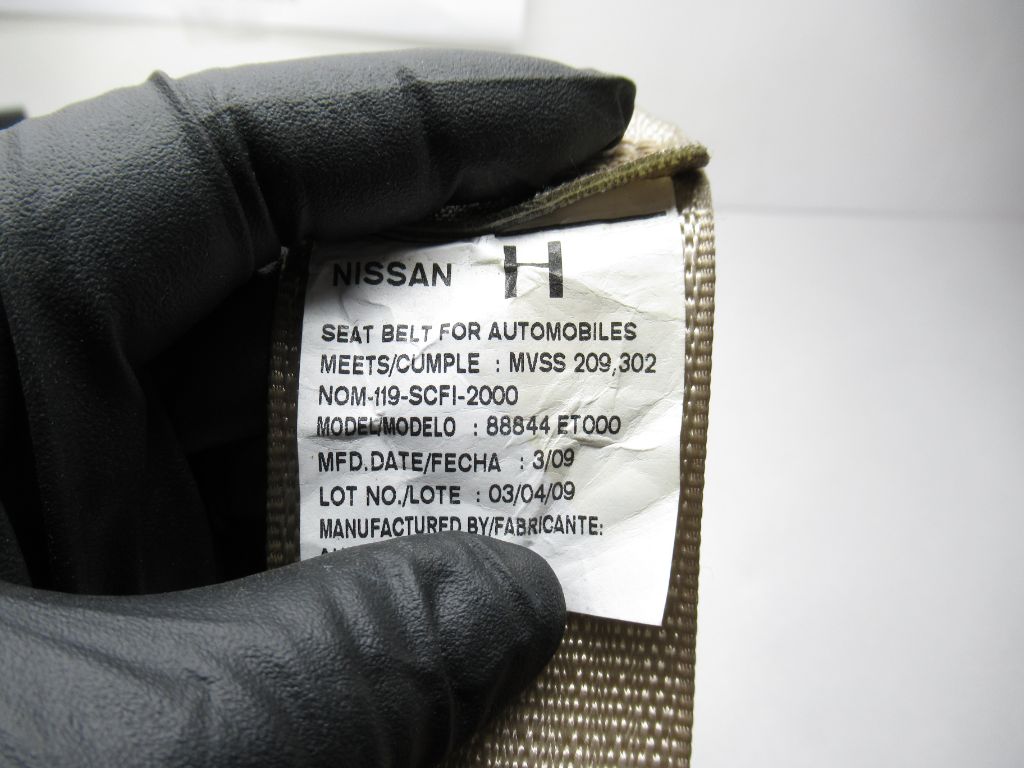 NISSAN H
SEAT BELT FOR AUTOMOBILES
MEETS/CUMPLE : MVSS 209,302
NOM-119-SCFI-2000
MODEL/MODELO : 88844 ET000
MFD.DATE/FECHA : 3/09
LOT NO./LOTE : 03/04/09
MANUFACTURED BY/FABRICANTE: